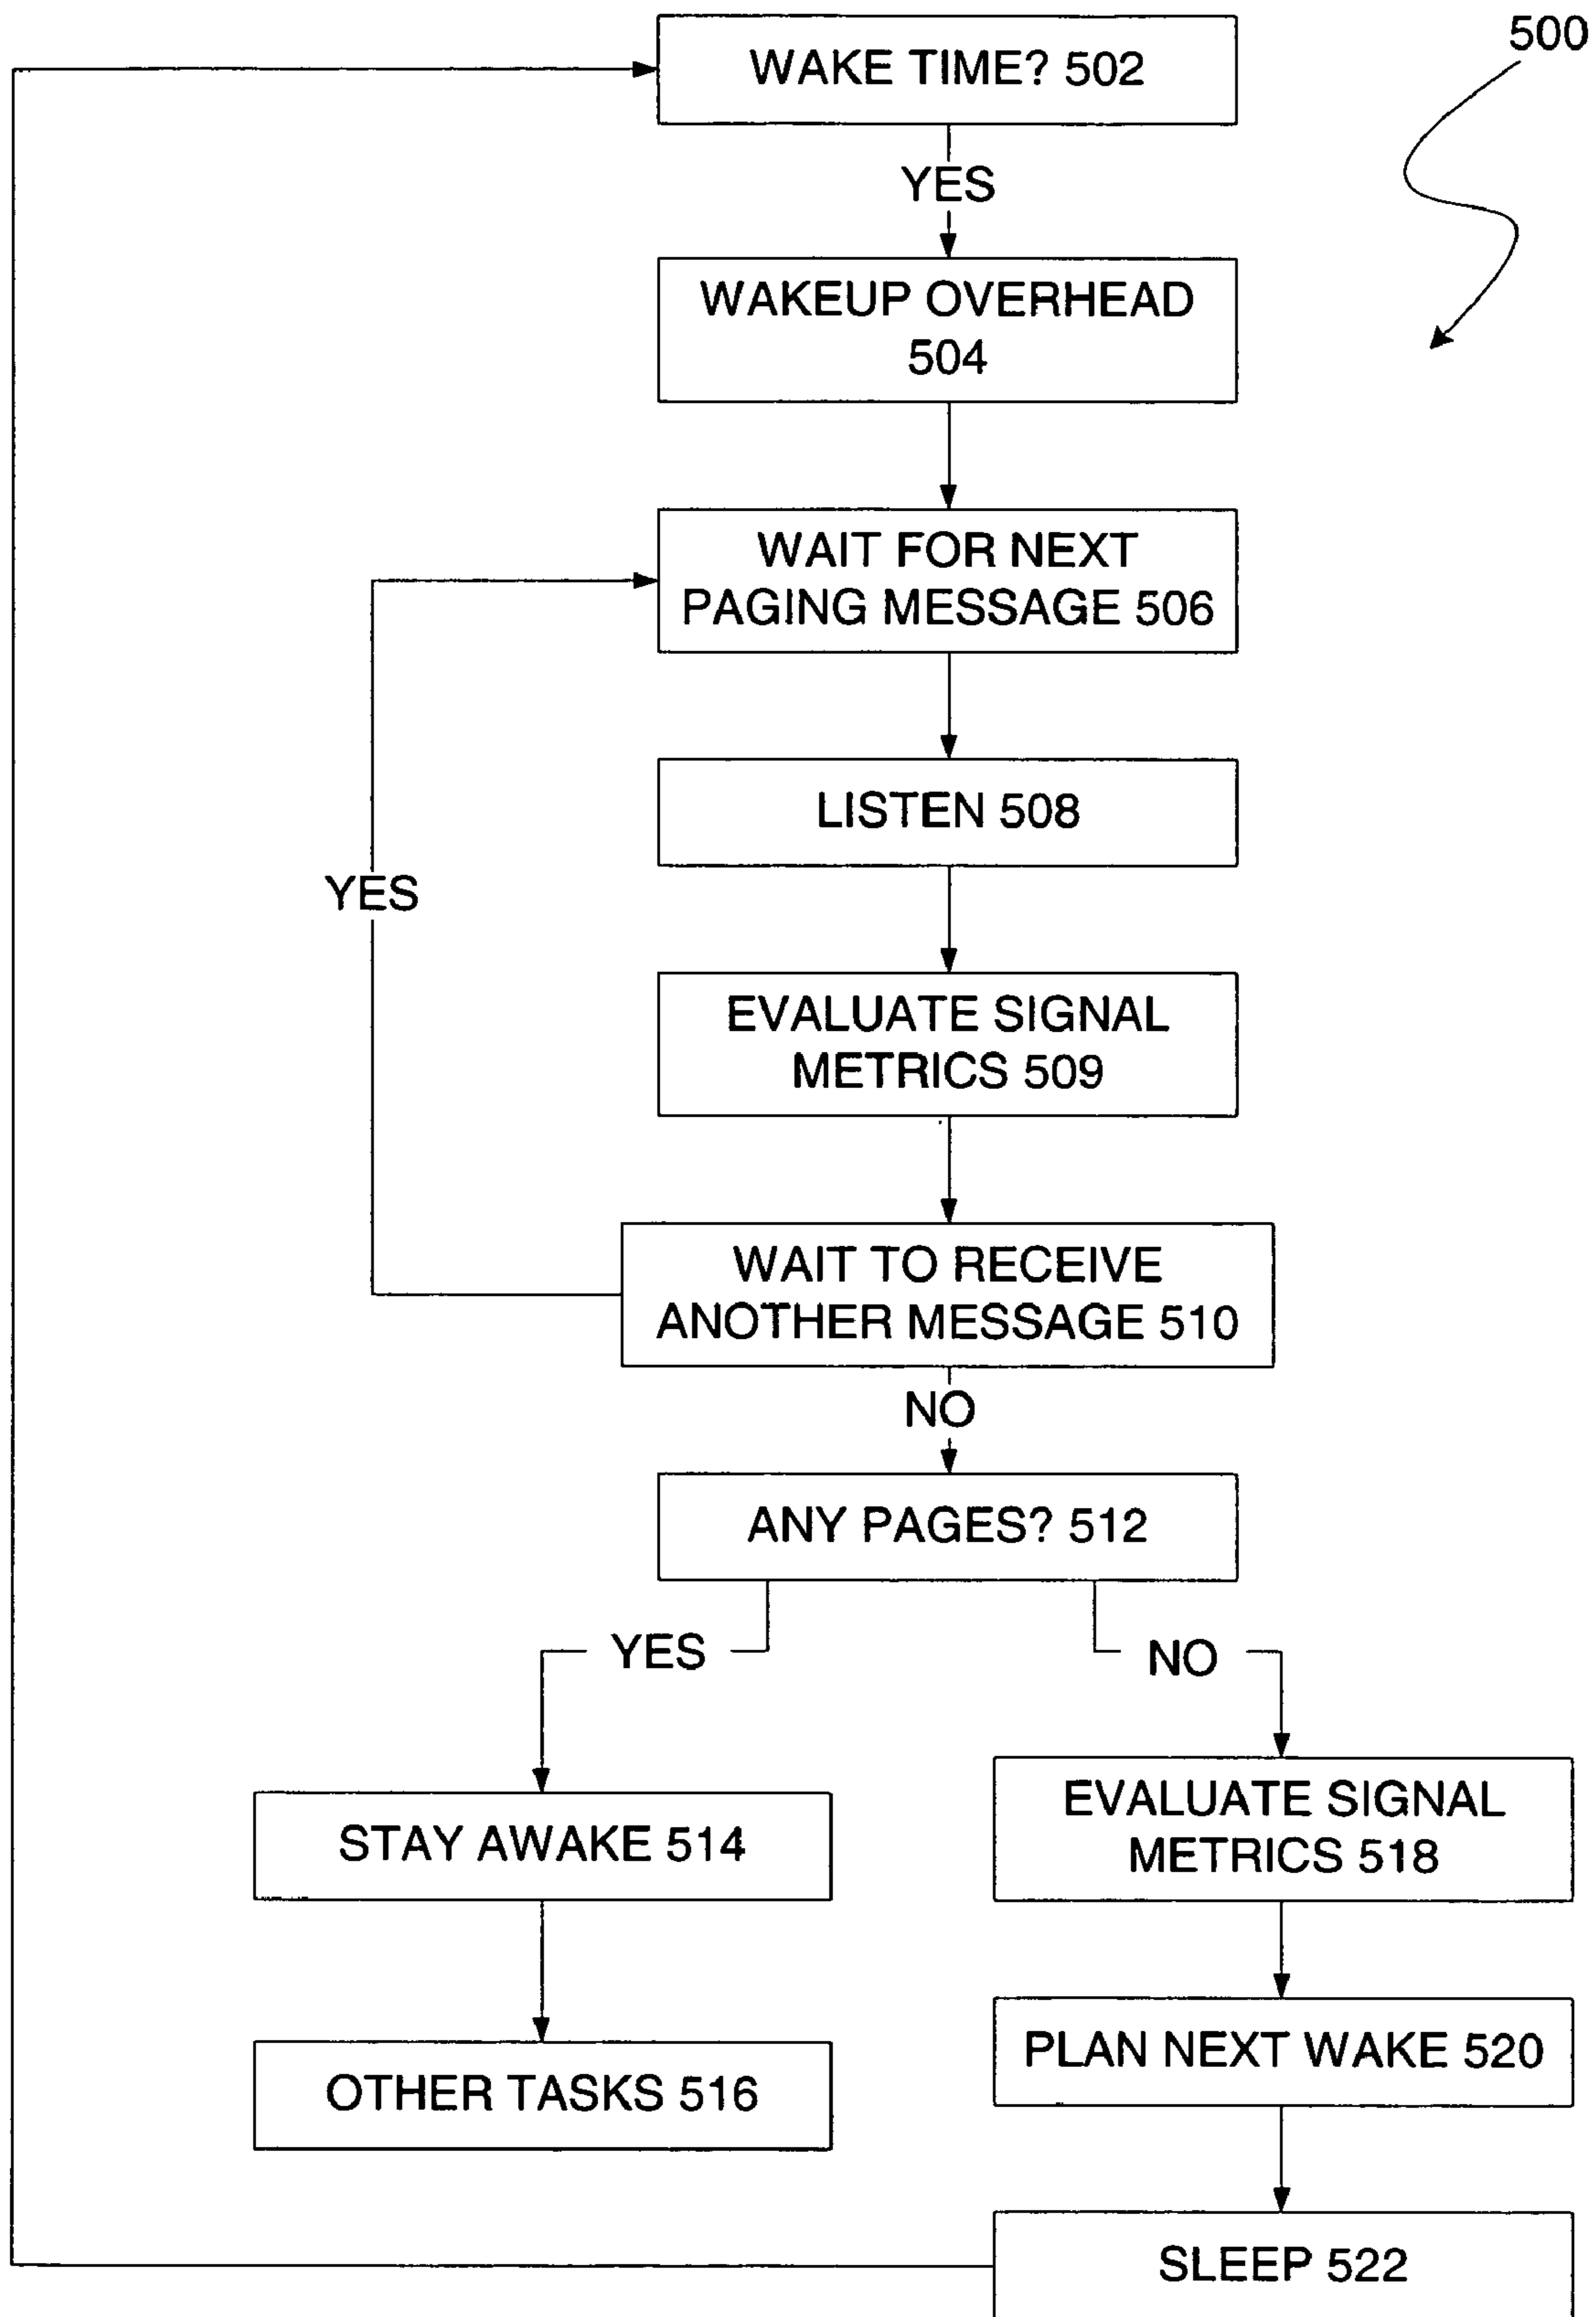 500
WAKE TIME? 502
YES
WAKEUP OVERHEAD
504
WAIT FOR NEXT
PAGING MESSAGE 506
LISTEN 508
YES
EVALUATE SIGNAL
METRICS 509
WAIT TO RECEIVE
ANOTHER MESSAGE 510
NO
ANY PAGES? 512
YES
NO
STAY AWAKE 514
EVALUATE SIGNAL
METRICS 518
OTHER TASKS 516
PLAN NEXT WAKE 520
SLEEP 522